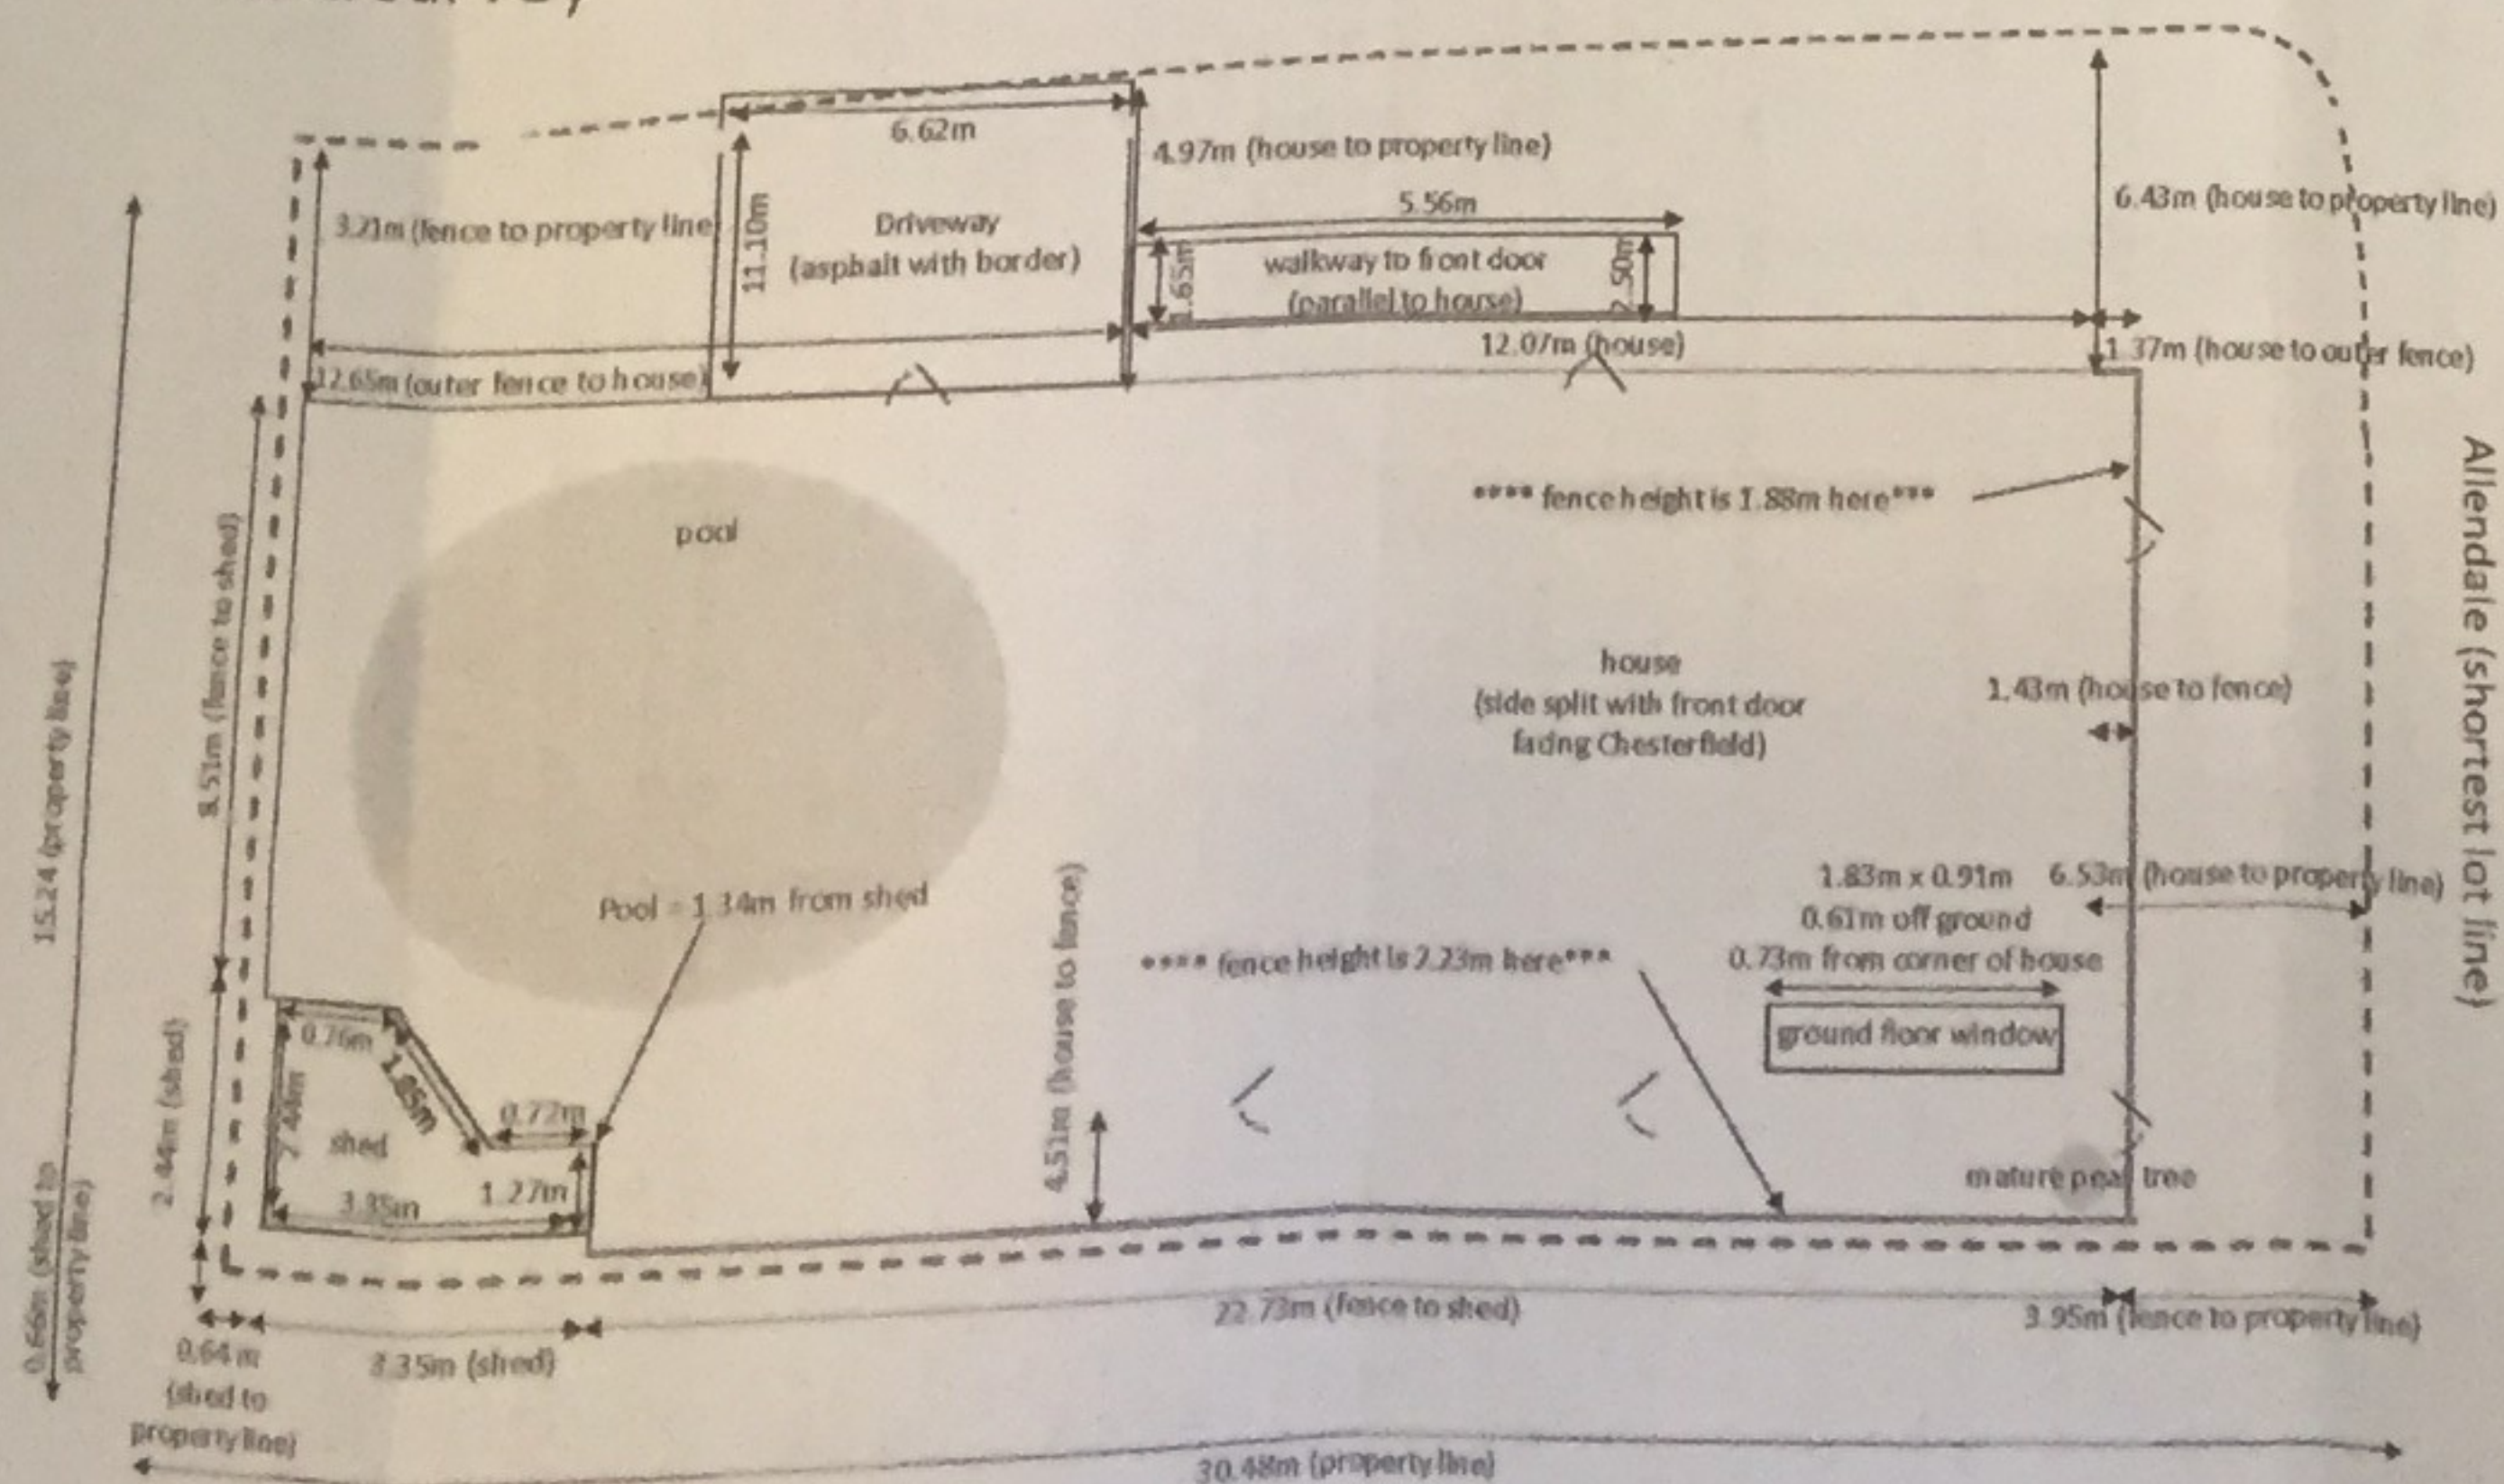 6.62m
4.97m (house to property line)
3.21m (fence to property line
11.10m
Driveway
(asphalt with border)
5.56m
6.43m (house to property line)
1.65m
walkway to front door
(parallel to house)
2.50m
12.65m (outer fence to house)
12.07m (house)
1.37m (house to outer fence)
Allendale (shortest lot line)
**** fence height is 1.88m here***
pool
8.51m (fence to shed)
15.24 (property line)
house
(side split with front door
facing Chesterfield)
1.43m (house to fence)
Pool = 1.34m from shed
4.51m (house to fence)
**** fence height is 2.23m here***
1.83m x 0.91m
0.61m off ground
0.73m from corner of house
6.53m (house to property line)
ground floor window
0.76m
1.85m
0.72m
2.44m
shed
3.35m
1.27m
2.44m (shed)
mature pear tree
0.66m (shed to
property line)
0.64m
(shed to
property line)
3.35m (shed)
22.73m (fence to shed)
3.95m (fence to property line)
30.48m (property line)